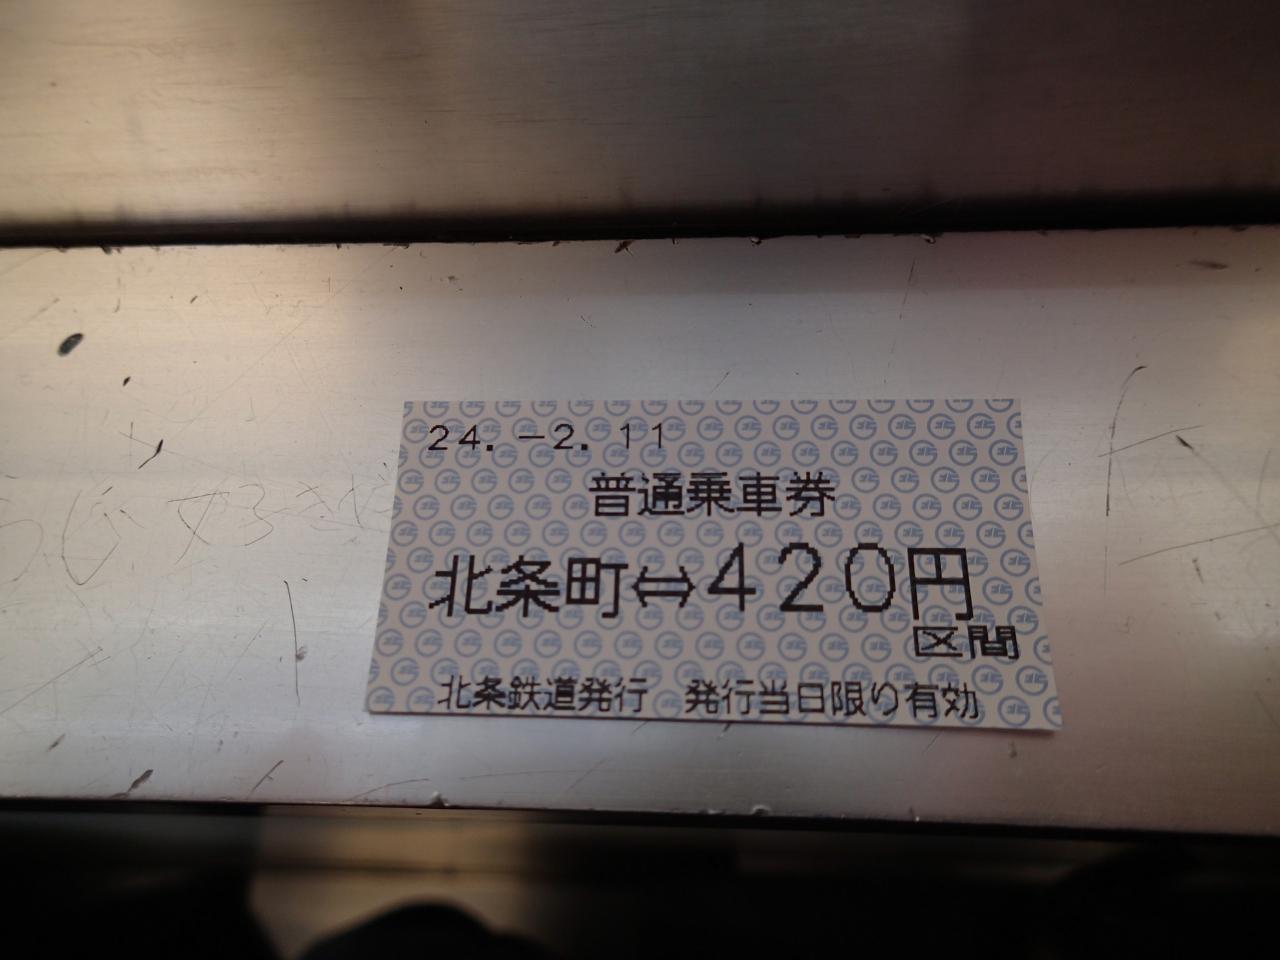 24.-2.11
普通乗車券
北条町⇔420円
区間
北条鉄道発行　発行当日限り有効